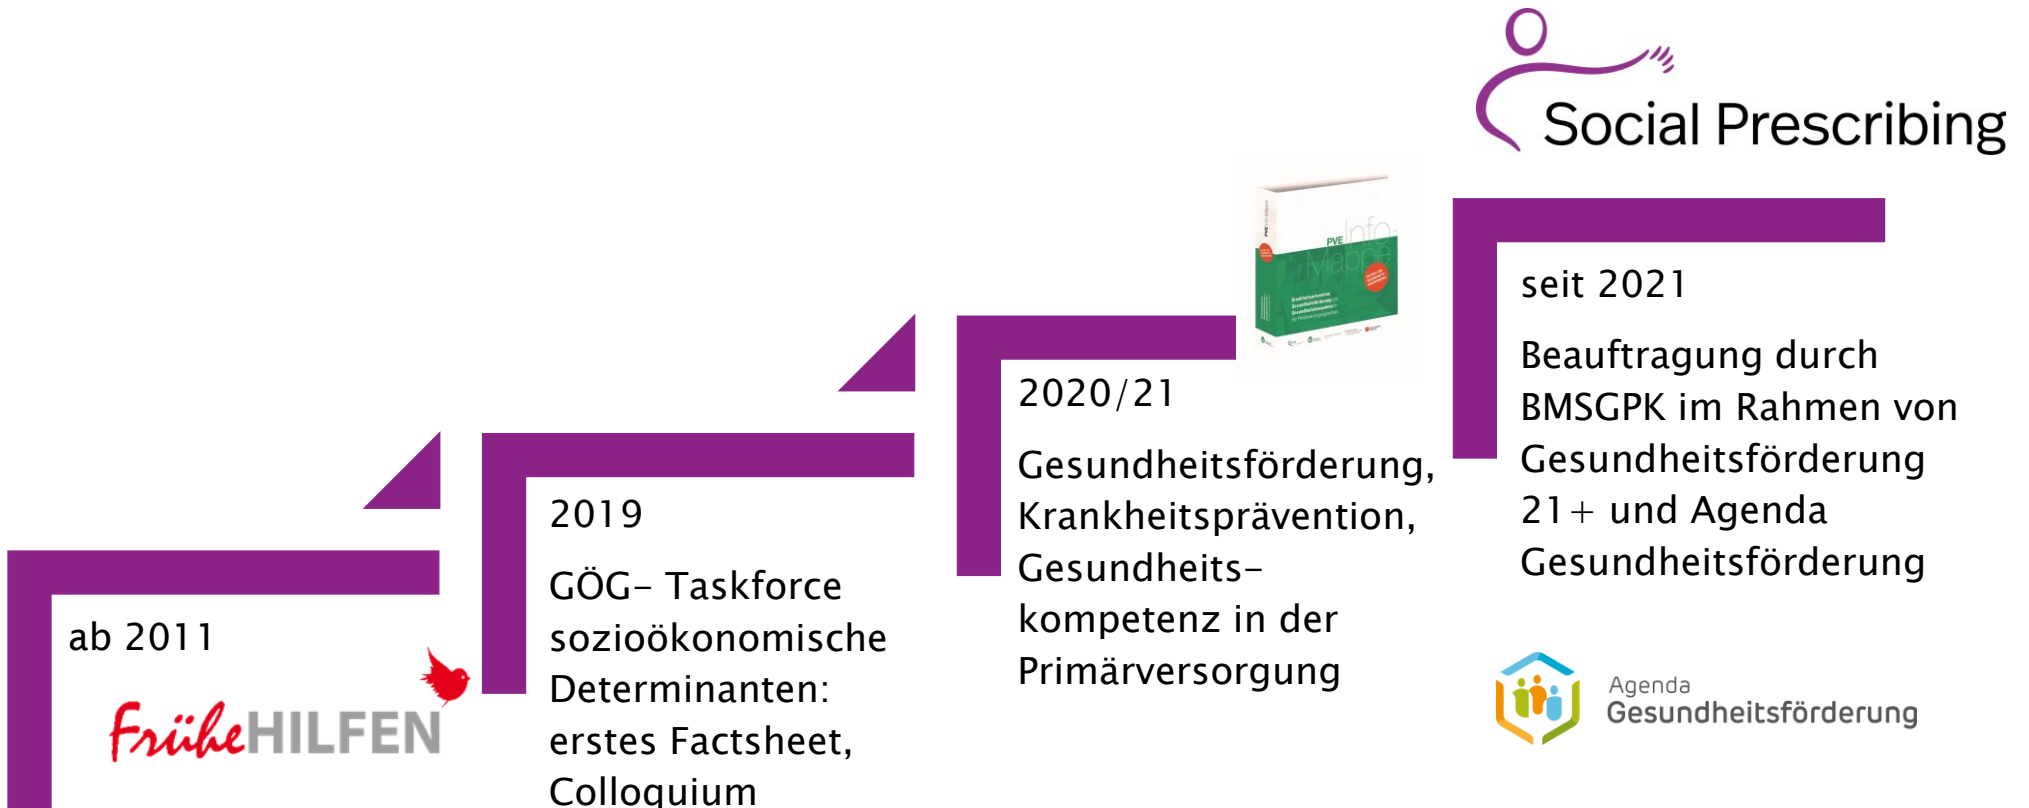 Social Prescribing
PVE Info-
Mappe
seit 2021
Beauftragung durch
BMSGPK im Rahmen von
Gesundheitsförderung
21+ und Agenda
Gesundheitsförderung
Agenda
Gesundheitsförderung
2020/21
Gesundheitsförderung,
Krankheitsprävention,
Gesundheits-
kompetenz in der
Primärversorgung
2019
GÖG- Taskforce
sozioökonomische
Determinanten:
erstes Factsheet,
Colloquium
ab 2011
FrüheHILFEN